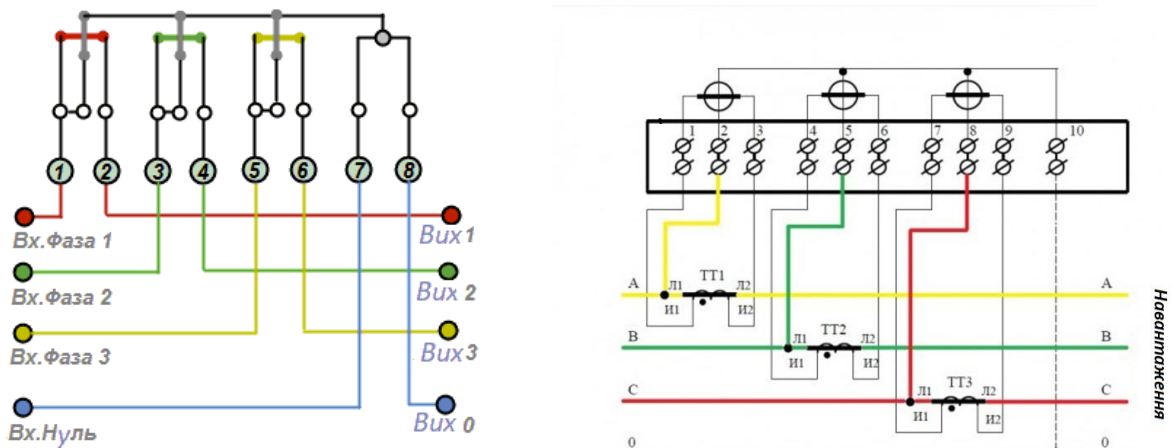 1 2 3 4 5 6 7 8
Вх.Фаза 1
Вих 1
Вх.Фаза 2
Вих 2
Вх.Фаза 3
Вих 3
Вх.Нуль
Вих 0
1 2 3 4 5 6 7 8 9 10
A Л1 ТТ1 Л2 A
И1 И2
B Л1 ТТ2 Л2 B
И1 И2
C Л1 ТТ3 Л2 C
И1 И2
0 0
Навантаження